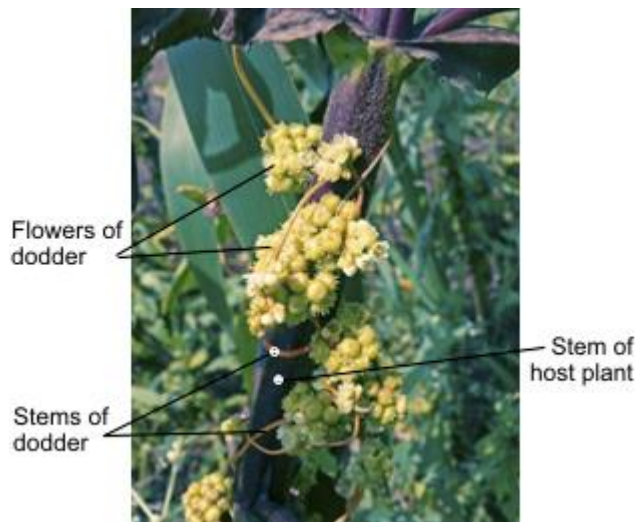 Flowers of
dodder
Stem of
host plant
Stems of
dodder